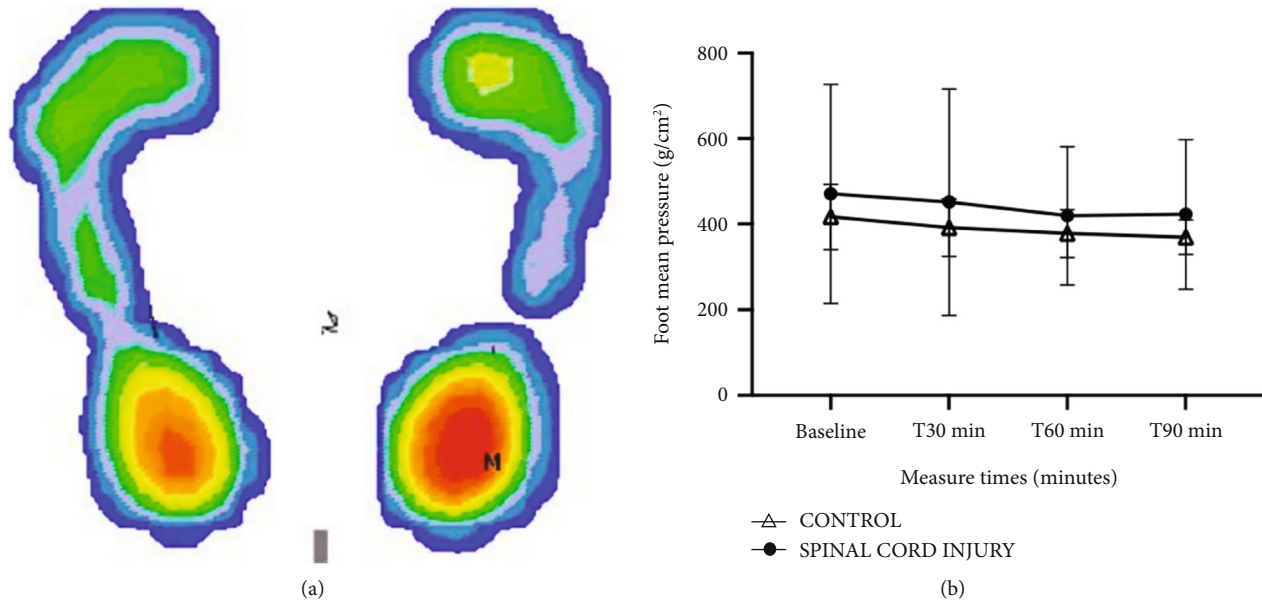 M
(a)
Foot mean pressure (g/cm²)
800
600
400
200
0
Baseline T30 min T60 min T90 min
Measure times (minutes)
CONTROL
SPINAL CORD INJURY
(b)